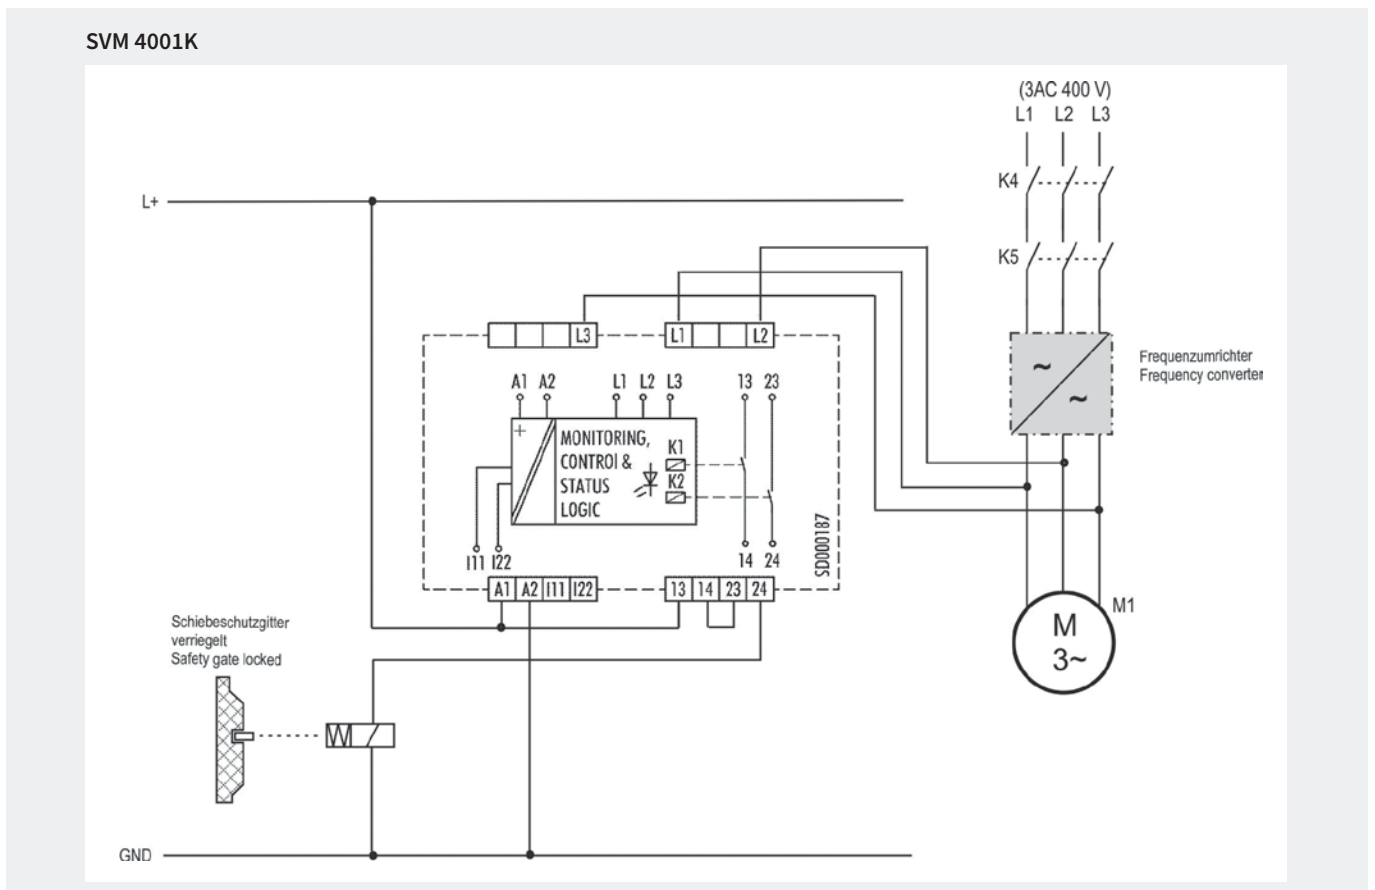 SVM 4001K
(3AC 400 V)
L1 L2 L3
K4
L+
K5
L3 L1 L2
Frequenzumrichter
Frequency converter
A1 A2 L1 L2 L3 13 23
+
MONITORING,
CONTROl &
STATUS
LOGIC
K1
K2
~
~
SD000187
I11 I22 14 24
A1 A2 I11 I22 13 14 23 24
Schiebeschutzgitter
verriegelt
Safety gate locked
M1
M
3~
GND